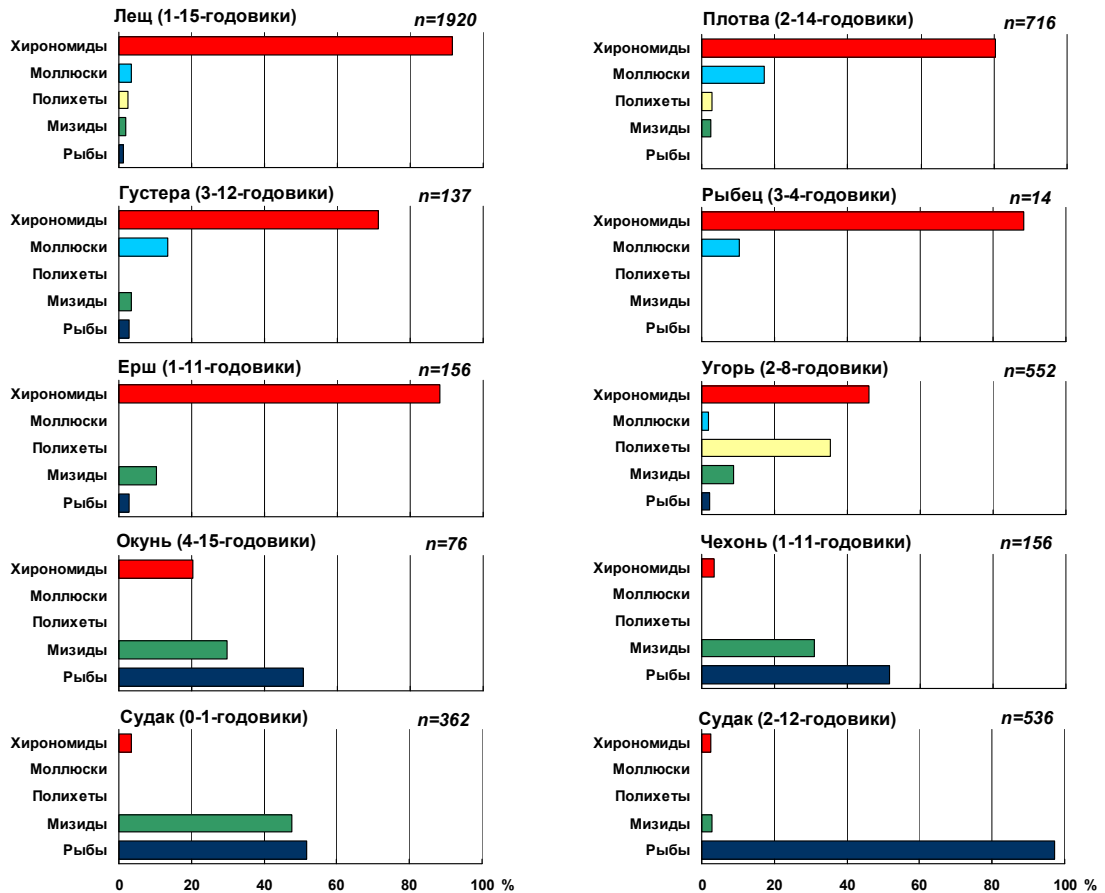 Лещ (1-15-годовики) n=1920
Хирономиды
Моллюски
Полихеты
Мизиды
Рыбы
Плотва (2-14-годовики) n=716
Хирономиды
Моллюски
Полихеты
Мизиды
Рыбы
Густера (3-12-годовики) n=137
Хирономиды
Моллюски
Полихеты
Мизиды
Рыбы
Рыбец (3-4-годовики) n=14
Хирономиды
Моллюски
Полихеты
Мизиды
Рыбы
Ерш (1-11-годовики) n=156
Хирономиды
Моллюски
Полихеты
Мизиды
Рыбы
Угорь (2-8-годовики) n=552
Хирономиды
Моллюски
Полихеты
Мизиды
Рыбы
Окунь (4-15-годовики) n=76
Хирономиды
Моллюски
Полихеты
Мизиды
Рыбы
Чехонь (1-11-годовики) n=156
Хирономиды
Моллюски
Полихеты
Мизиды
Рыбы
Судак (0-1-годовики) n=362
Хирономиды
Моллюски
Полихеты
Мизиды
Рыбы
0 20 40 60 80 100 %
Судак (2-12-годовики) n=536
Хирономиды
Моллюски
Полихеты
Мизиды
Рыбы
0 20 40 60 80 100 %